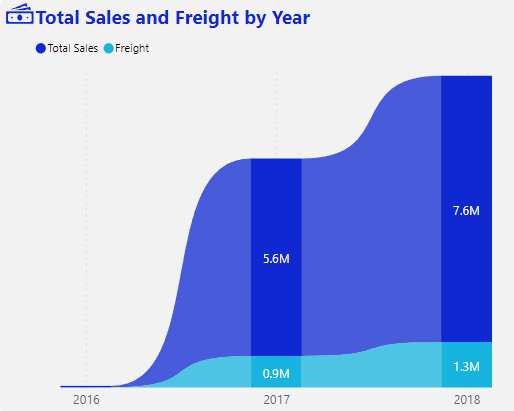 Total Sales and Freight by Year
Total Sales Freight
7.6M
5.6M
0.9M
1.3M
2016 2017 2018